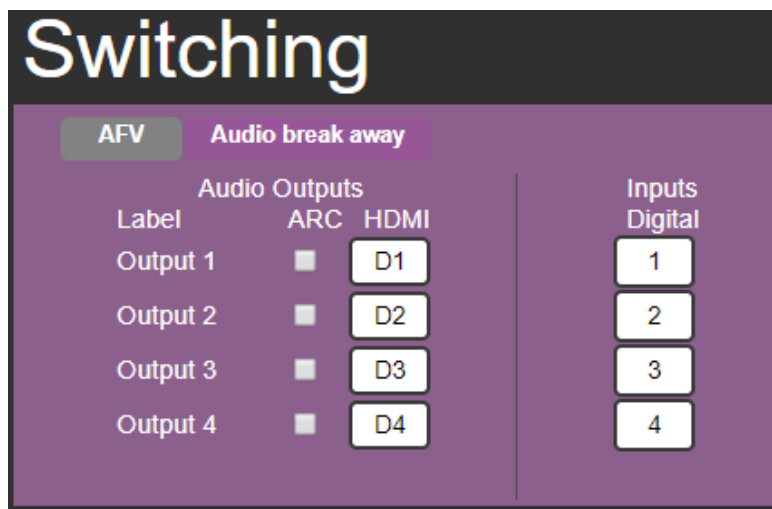 Switching
AFV Audio break away
Audio Outputs Inputs
Label ARC HDMI Digital
Output 1 D1 1
Output 2 D2 2
Output 3 D3 3
Output 4 D4 4